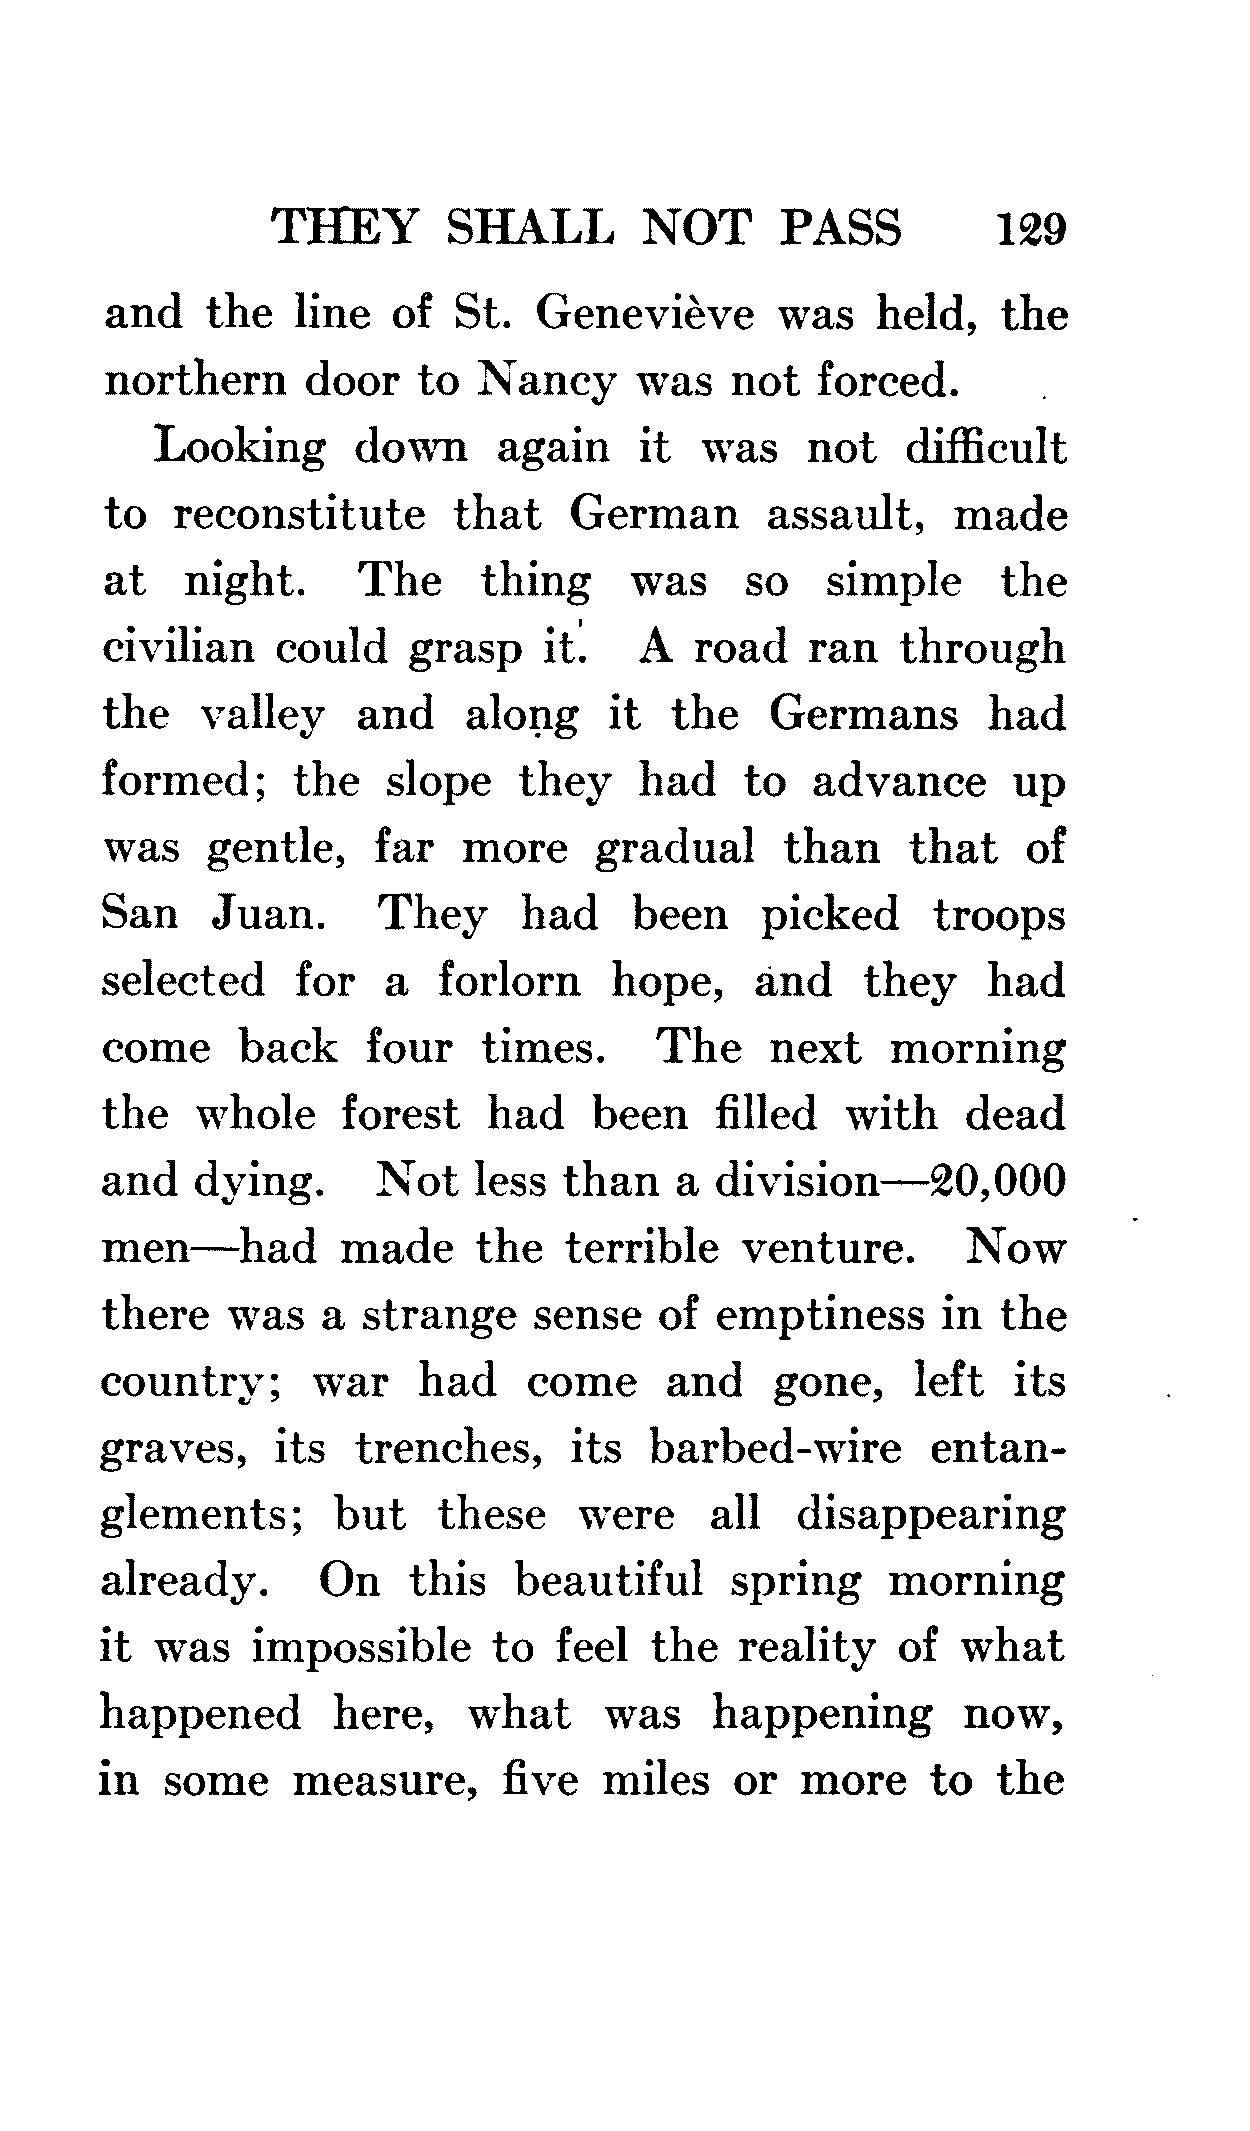 THEY SHALL NOT PASS 129
and the line of St. Geneviève was held, the
northern door to Nancy was not forced.
Looking down again it was not difficult
to reconstitute that German assault, made
at night. The thing was so simple the
civilian could grasp it. A road ran through
the valley and along it the Germans had
formed; the slope they had to advance up
was gentle, far more gradual than that of
San Juan. They had been picked troops
selected for a forlorn hope, and they had
come back four times. The next morning
the whole forest had been filled with dead
and dying. Not less than a division—20,000
men—had made the terrible venture. Now
there was a strange sense of emptiness in the
country; war had come and gone, left its
graves, its trenches, its barbed-wire entan-
glements; but these were all disappearing
already. On this beautiful spring morning
it was impossible to feel the reality of what
happened here, what was happening now,
in some measure, five miles or more to the